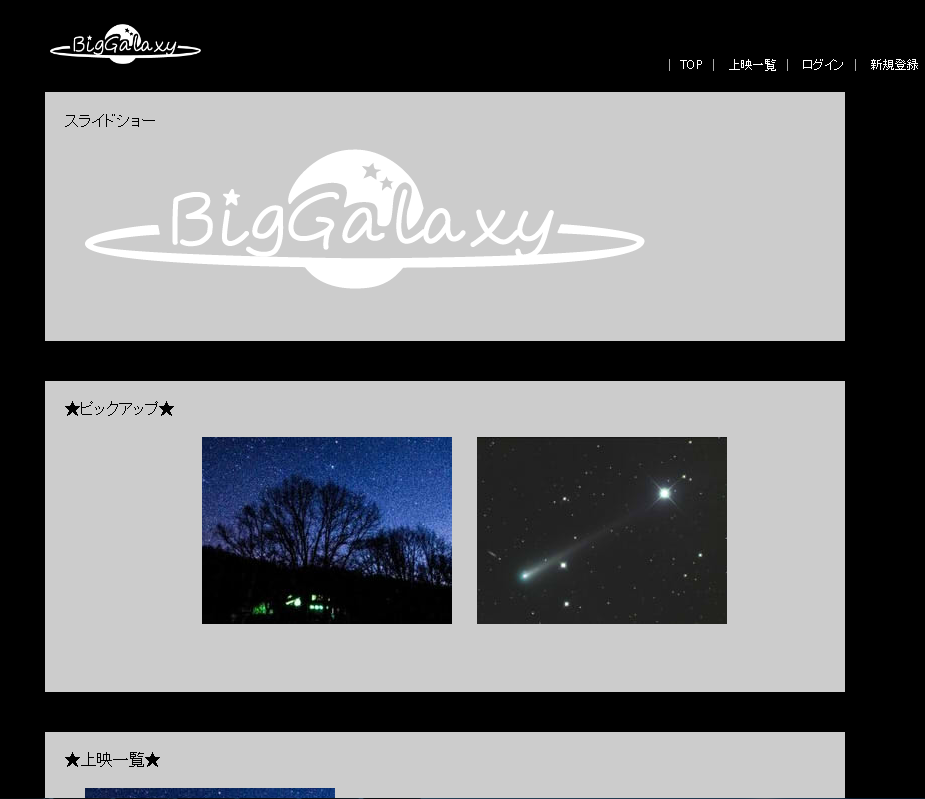 BigGalaxy
｜ TOP ｜ 上映一覧 ｜ ログイン ｜ 新規登録
スライドショー
BigGalaxy
★ピックアップ★
★上映一覧★